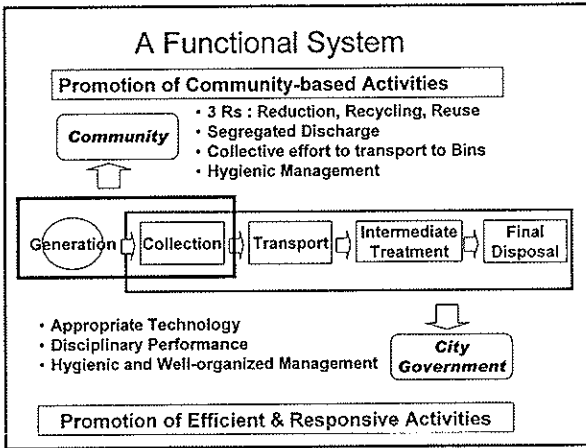 A Functional System
Promotion of Community-based Activities
Community
• 3 Rs : Reduction, Recycling, Reuse
• Segregated Discharge
• Collective effort to transport to Bins
• Hygienic Management
Generation
Collection
Transport
Intermediate
Treatment
Final
Disposal
• Appropriate Technology
• Disciplinary Performance
• Hygienic and Well-organized Management
City
Government
Promotion of Efficient & Responsive Activities